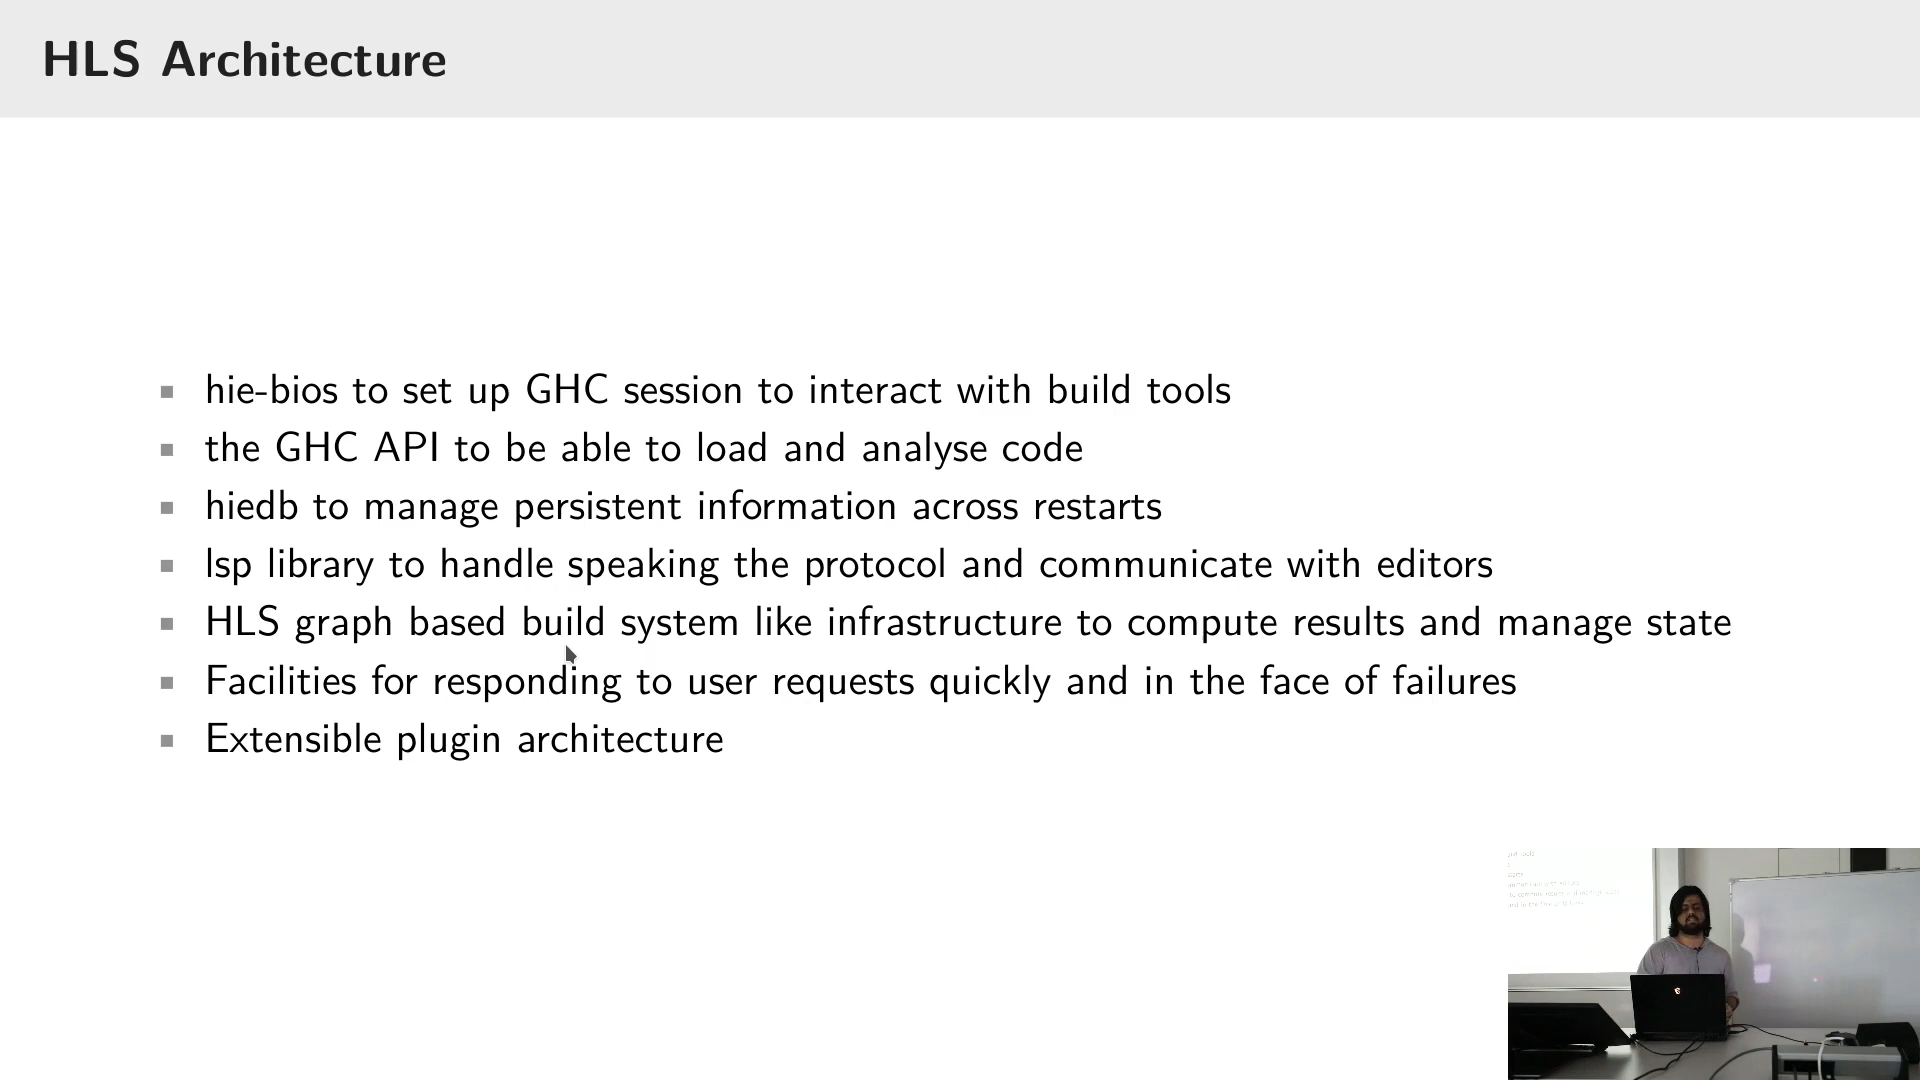 HLS Architecture
hie-bios to set up GHC session to interact with build tools
the GHC API to be able to load and analyse code
hiedb to manage persistent information across restarts
lsp library to handle speaking the protocol and communicate with editors
HLS graph based build system like infrastructure to compute results and manage state
Facilities for responding to user requests quickly and in the face of failures
Extensible plugin architecture